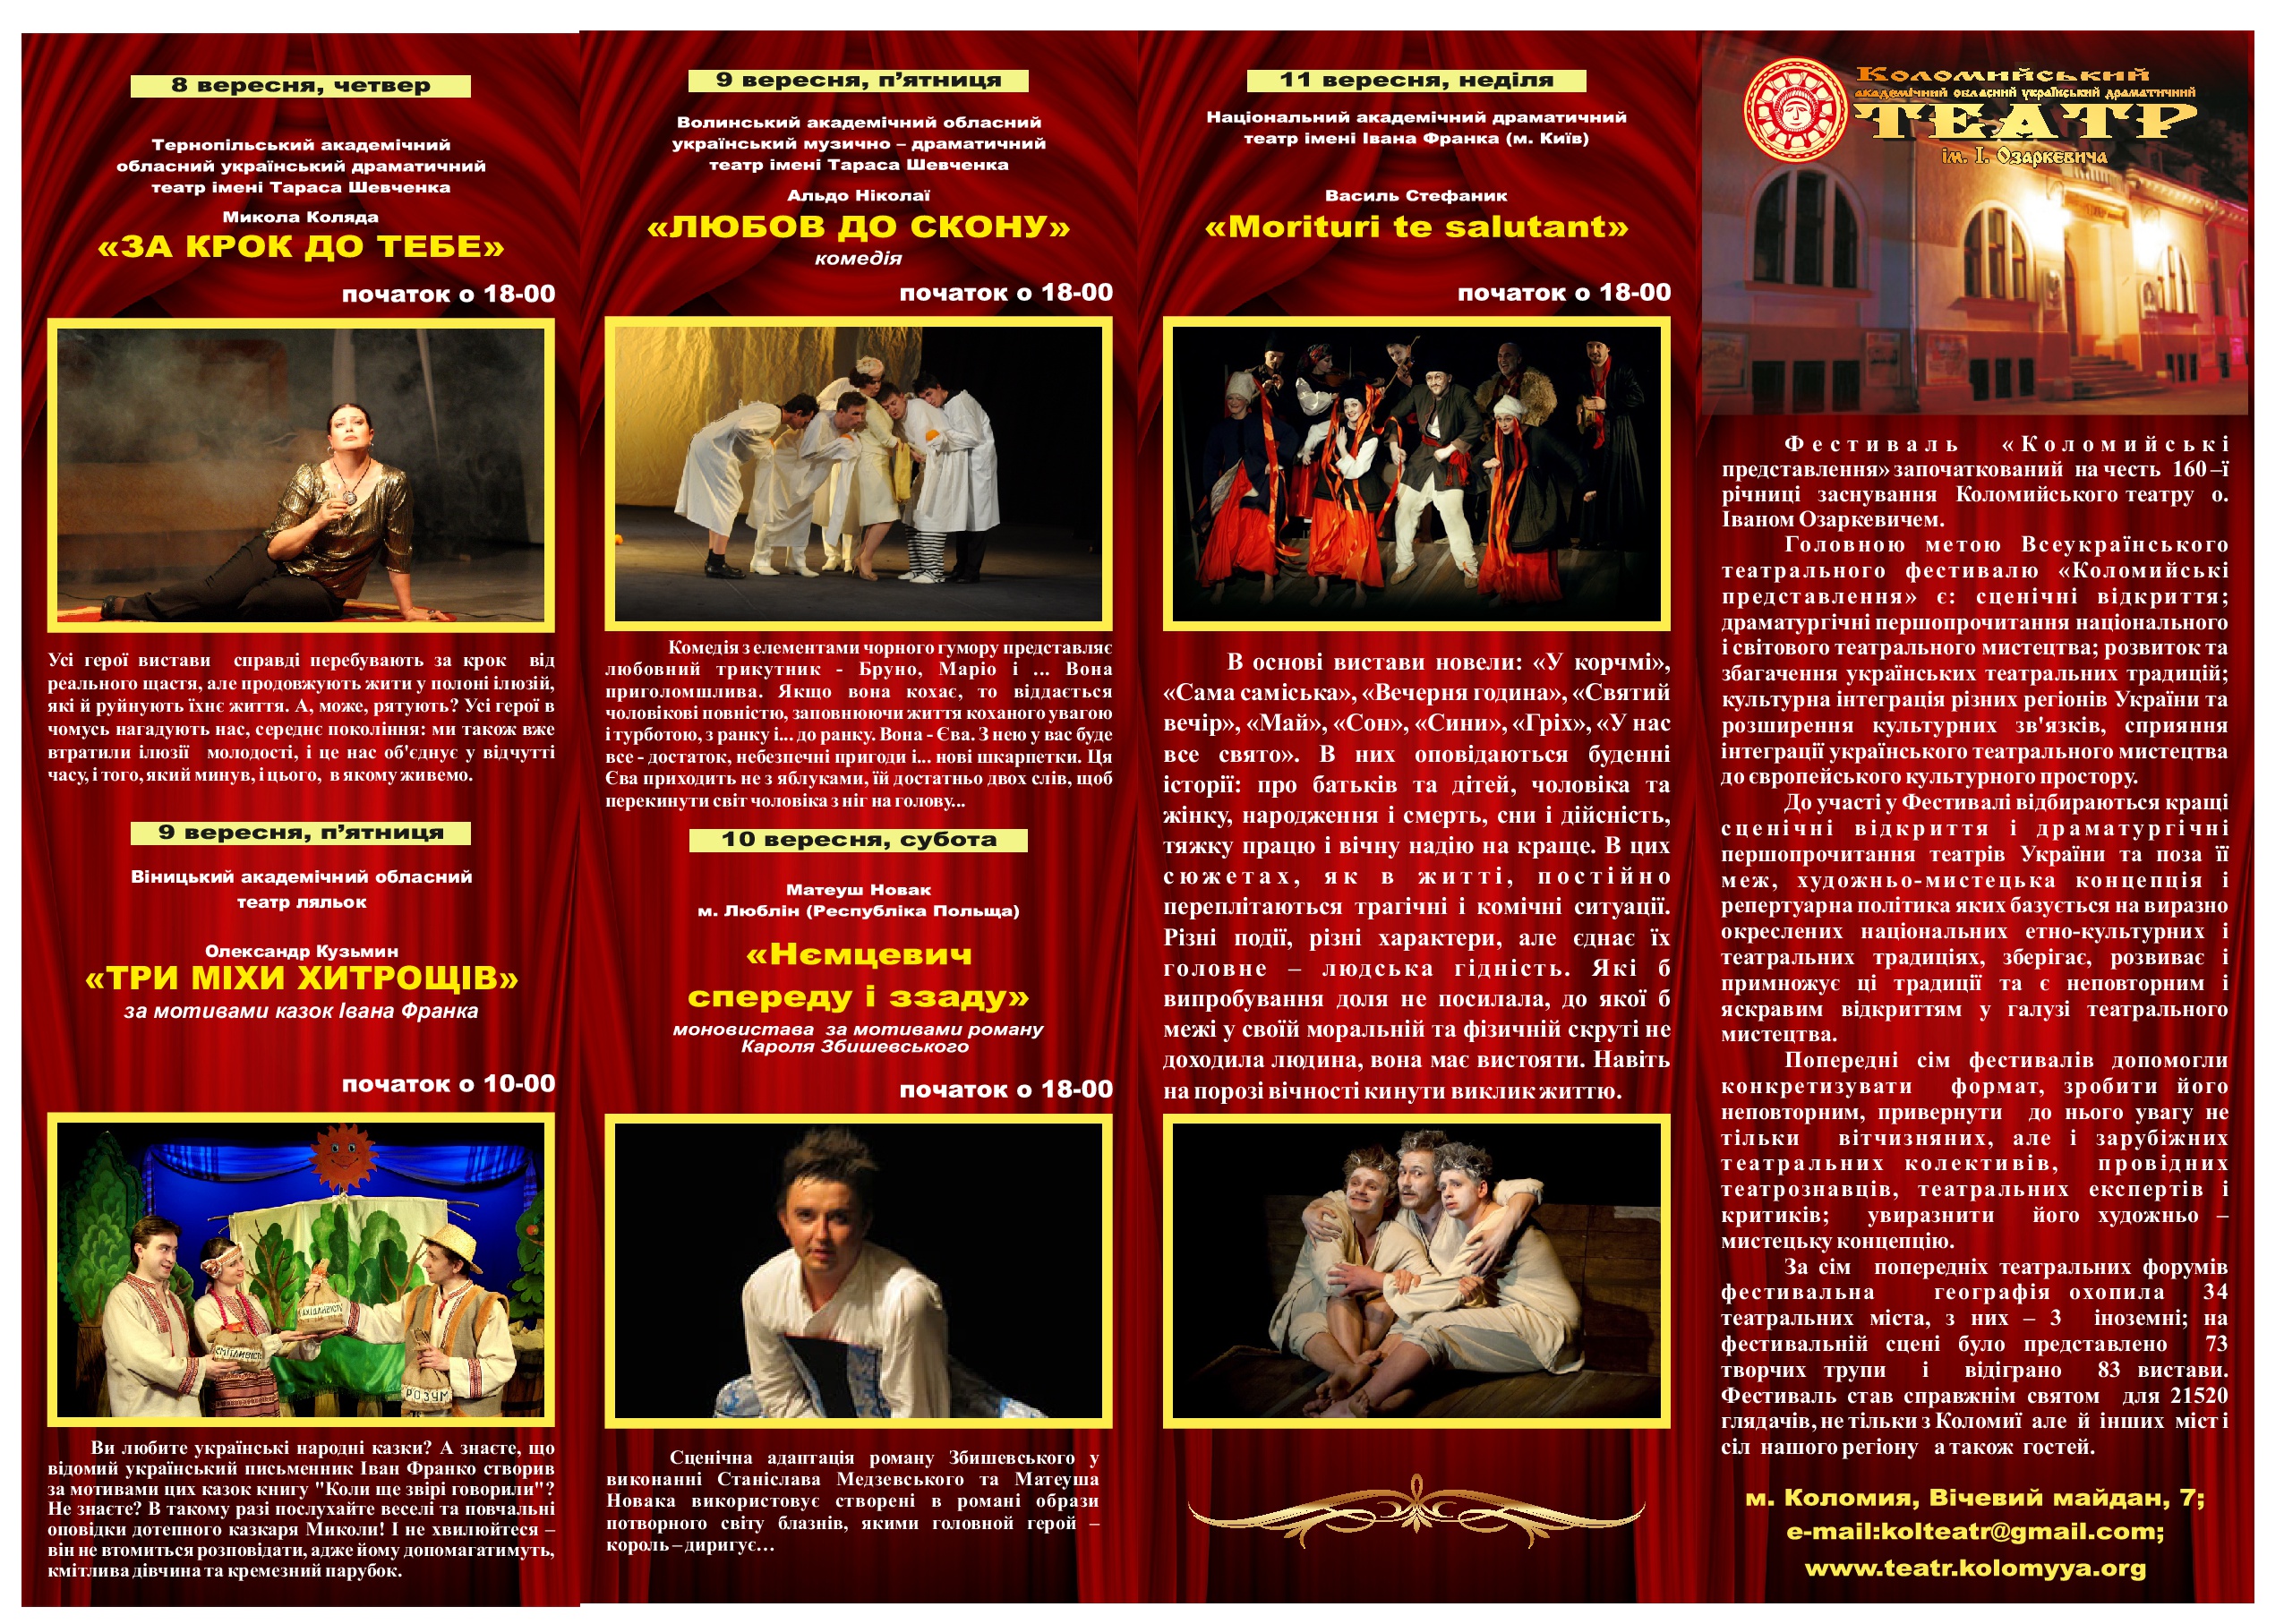 8 вересня, четвер
Тернопільський академічний
обласний український драматичний
театр імені Тараса Шевченка
Микола Коляда
«ЗА КРОК ДО ТЕБЕ»
початок о 18-00
Усі герої вистави справді перебувають за крок від
реального щастя, але продовжують жити у полоні ілюзій,
які й руйнують їхнє життя. А, може, рятують? Усі герої в
чомусь нагадують нас, середнє покоління: ми також вже
втратили ілюзії молодості, і це нас об'єднує у відчутті
часу, і того, який минув, і цього, в якому живемо.
9 вересня, п’ятниця
Віницький академічний обласний
театр ляльок
Олександр Кузьмин
«ТРИ МІХИ ХИТРОЩІВ»
за мотивами казок Івана Франка
початок о 10-00
РОЗУМ
Ви любите українські народні казки? А знаєте, що
відомий український письменник Іван Франко створив
за мотивами цих казок книгу "Коли ще звірі говорили"?
Не знаєте? В такому разі послухайте веселі та повчальні
оповідки дотепного казкаря Миколи! І не хвилюйтеся –
він не втомиться розповідати, адже йому допомагатимуть,
кмітлива дівчина та кремезний парубок.
9 вересня, п’ятниця
Волинський академічний обласний
український музично – драматичний
театр імені Тараса Шевченка
Альдо Ніколаї
«ЛЮБОВ ДО СКОНУ»
комедія
початок о 18-00
Комедія з елементами чорного гумору представляє
любовний трикутник - Бруно, Маріо і ... Вона
приголомшлива. Якщо вона кохає, то віддається
чоловікові повністю, заповнюючи життя коханого увагою
і турботою, з ранку і... до ранку. Вона - Єва. З нею у вас буде
все - достаток, небезпечні пригоди і... нові шкарпетки. Ця
Єва приходить не з яблуками, їй достатньо двох слів, щоб
перекинути світ чоловіка з ніг на голову...
10 вересня, субота
Матеуш Новак
м. Люблін (Республіка Польща)
«Нємцевич
спереду і ззаду»
моновистава за мотивами роману
Кароля Збишевського
початок о 18-00
Сценічна адаптація роману Збишевського у
виконанні Станіслава Медзевського та Матеуша
Новака використовує створені в романі образи
потворного світу блазнів, якими головной герой –
король – диригує…
11 вересня, неділя
Національний академічний драматичний
театр імені Івана Франка (м. Київ)
Василь Стефаник
«Morituri te salutant»
початок о 18-00
В основі вистави новели: «У корчмі»,
«Сама саміська», «Вечерня година», «Святий
вечір», «Май», «Сон», «Сини», «Гріх», «У нас
все свято». В них оповідаються буденні
історії: про батьків та дітей, чоловіка та
жінку, народження і смерть, сни і дійсність,
тяжку працю і вічну надію на краще. В цих
сюжетах, як в житті, постійно
переплітаються трагічні і комічні ситуації.
Різні події, різні характери, але єднає їх
головне – людська гідність. Які б
випробування доля не посилала, до якої б
межі у своїй моральній та фізичній скруті не
доходила людина, вона має вистояти. Навіть
на порозі вічності кинути виклик життю.
Коломийський
академічний обласний український драматичний
ТЕАТР
ім. І. Озаркевича
Фестиваль «Коломийські
представлення» започаткований на честь 160 –ї
річниці заснування Коломийського театру о.
Іваном Озаркевичем.
Головною метою Всеукраїнського
театрального фестивалю «Коломийські
представлення» є: сценічні відкриття;
драматургічні першопрочитання національного
і світового театрального мистецтва; розвиток та
збагачення українських театральних традицій;
культурна інтеграція різних регіонів України та
розширення культурних зв'язків, сприяння
інтеграції українського театрального мистецтва
до європейського культурного простору.
До участі у Фестивалі відбираються кращі
сценічні відкриття і драматургічні
першопрочитання театрів України та поза її
меж, художньо-мистецька концепція і
репертуарна політика яких базується на виразно
окреслених національних етно-культурних і
театральних традиціях, зберігає, розвиває і
примножує ці традиції та є неповторним і
яскравим відкриттям у галузі театрального
мистецтва.
Попередні сім фестивалів допомогли
конкретизувати формат, зробити його
неповторним, привернути до нього увагу не
тільки вітчизняних, але і зарубіжних
театральних колективів, провідних
театрознавців, театральних експертів і
критиків; увиразнити його художньо –
мистецьку концепцію.
За сім попередніх театральних форумів
фестивальна географія охопила 34
театральних міста, з них – 3 іноземні; на
фестивальній сцені було представлено 73
творчих трупи і відіграно 83 вистави.
Фестиваль став справжнім святом для 21520
глядачів, не тільки з Коломиї але й інших міст і
сіл нашого регіону а також гостей.
м. Коломия, Вічевий майдан, 7;
e-mail:kolteatr@gmail.com;
www.teatr.kolomyya.org